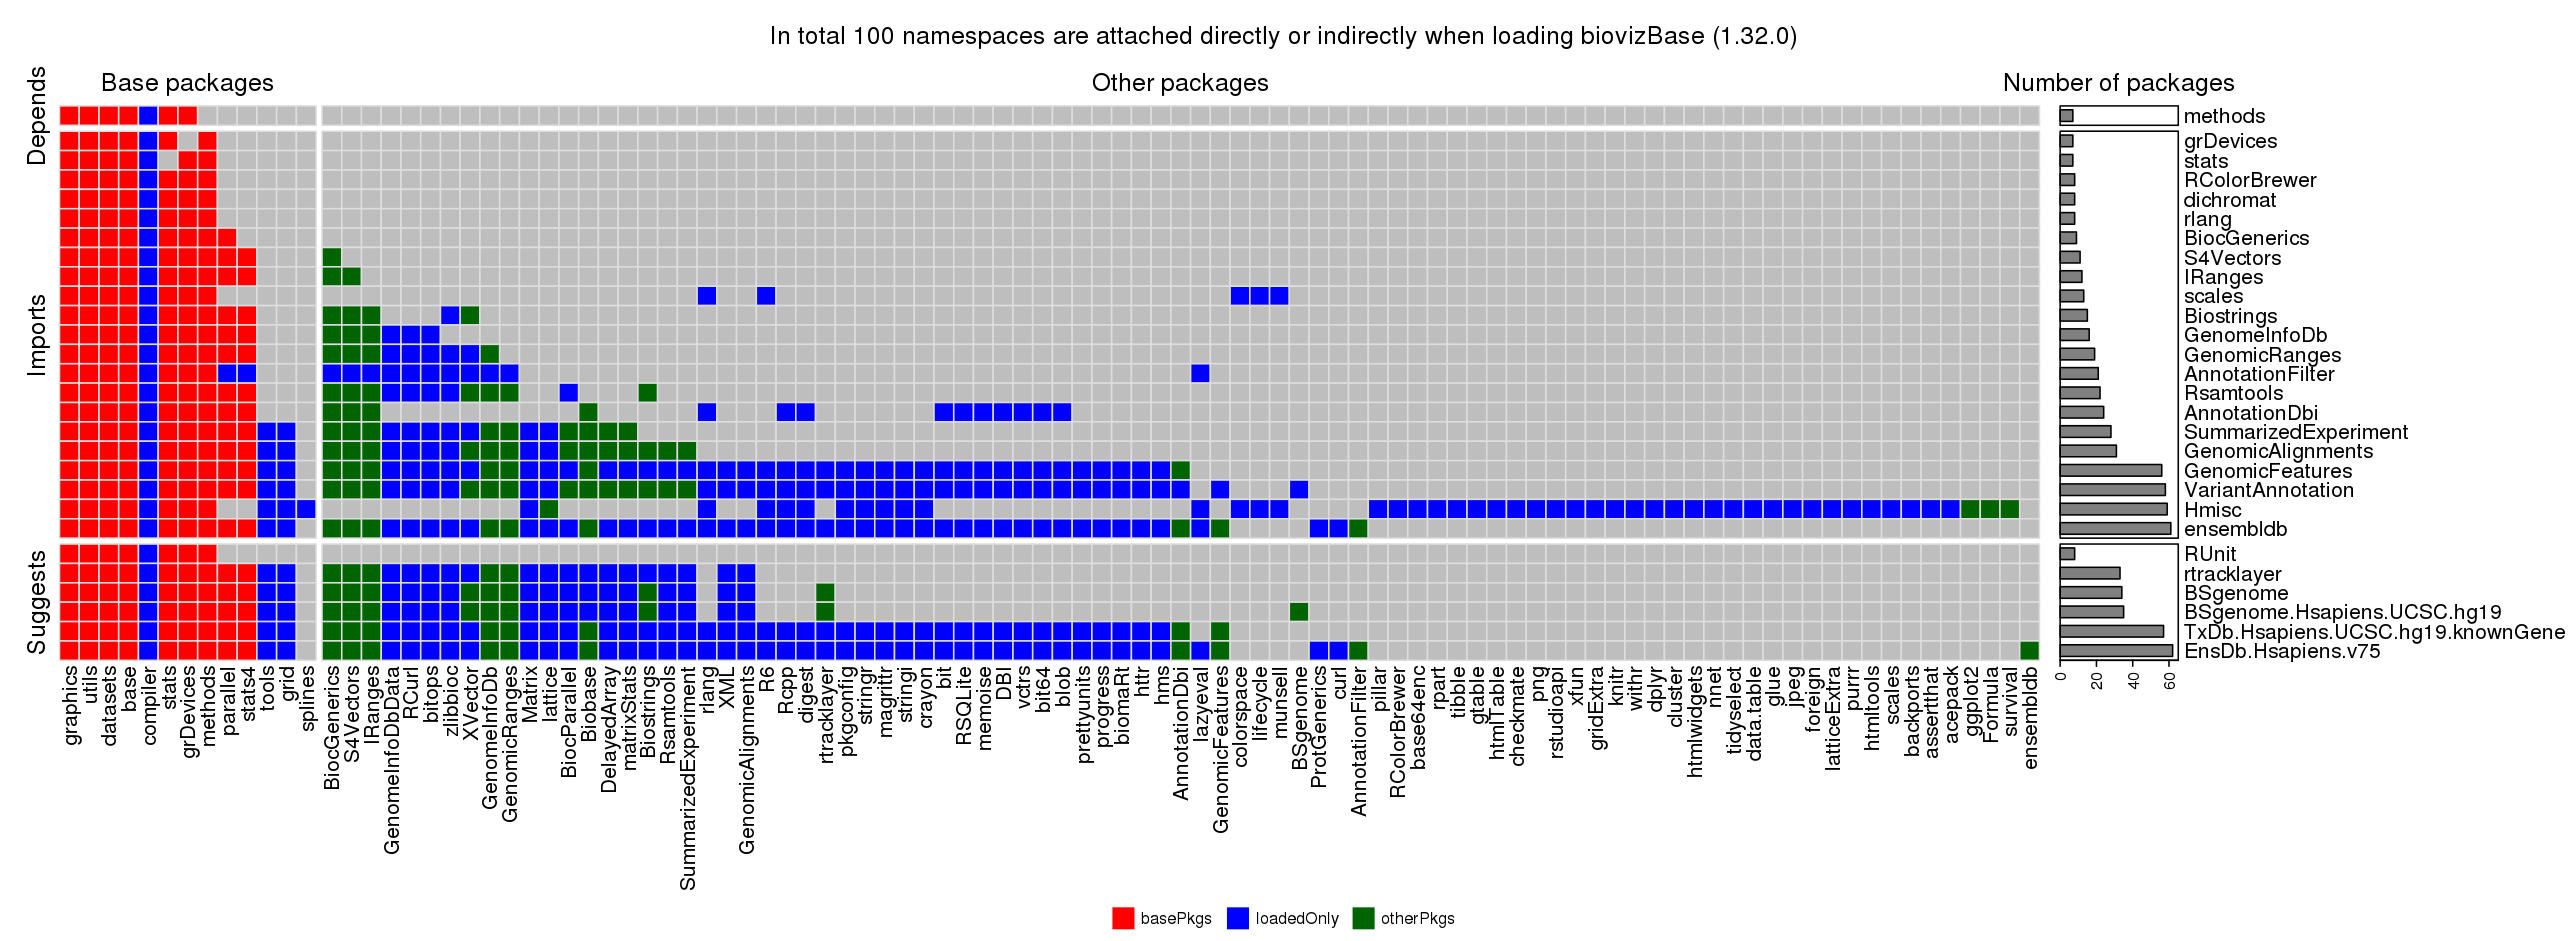 In total 100 namespaces are attached directly or indirectly when loading biovizBase (1.32.0)
Base packages
Other packages
Number of packages
Depends
Imports
Suggests
methods
grDevices
stats
RColorBrewer
dichromat
rlang
BiocGenerics
S4Vectors
IRanges
scales
Biostrings
GenomeInfoDb
GenomicRanges
AnnotationFilter
Rsamtools
AnnotationDbi
SummarizedExperiment
GenomicAlignments
GenomicFeatures
VariantAnnotation
Hmisc
ensembldb
RUnit
rtracklayer
BSgenome
BSgenome.Hsapiens.UCSC.hg19
TxDb.Hsapiens.UCSC.hg19.knownGene
EnsDb.Hsapiens.v75
0
20
40
60
graphics
utils
datasets
base
compiler
stats
grDevices
methods
parallel
stats4
tools
grid
splines
BiocGenerics
S4Vectors
IRanges
GenomeInfoDbData
RCurl
bitops
zlibbioc
XVector
GenomeInfoDb
GenomicRanges
Matrix
lattice
BiocParallel
Biobase
DelayedArray
matrixStats
Biostrings
Rsamtools
SummarizedExperiment
rlang
XML
GenomicAlignments
R6
Rcpp
digest
rtracklayer
pkgconfig
stringr
magrittr
stringi
crayon
bit
RSQLite
memoise
DBI
vctrs
bit64
blob
prettyunits
progress
biomaRt
httr
hms
AnnotationDbi
lazyeval
GenomicFeatures
colorspace
lifecycle
munsell
BSgenome
ProtGenerics
curl
AnnotationFilter
pillar
RColorBrewer
base64enc
rpart
tibble
gtable
htmlTable
checkmate
png
rstudioapi
xfun
gridExtra
knitr
withr
dplyr
cluster
htmlwidgets
nnet
tidyselect
data.table
glue
jpeg
foreign
latticeExtra
purrr
htmltools
scales
backports
assertthat
acepack
ggplot2
Formula
survival
ensembldb
basePkgs
loadedOnly
otherPkgs